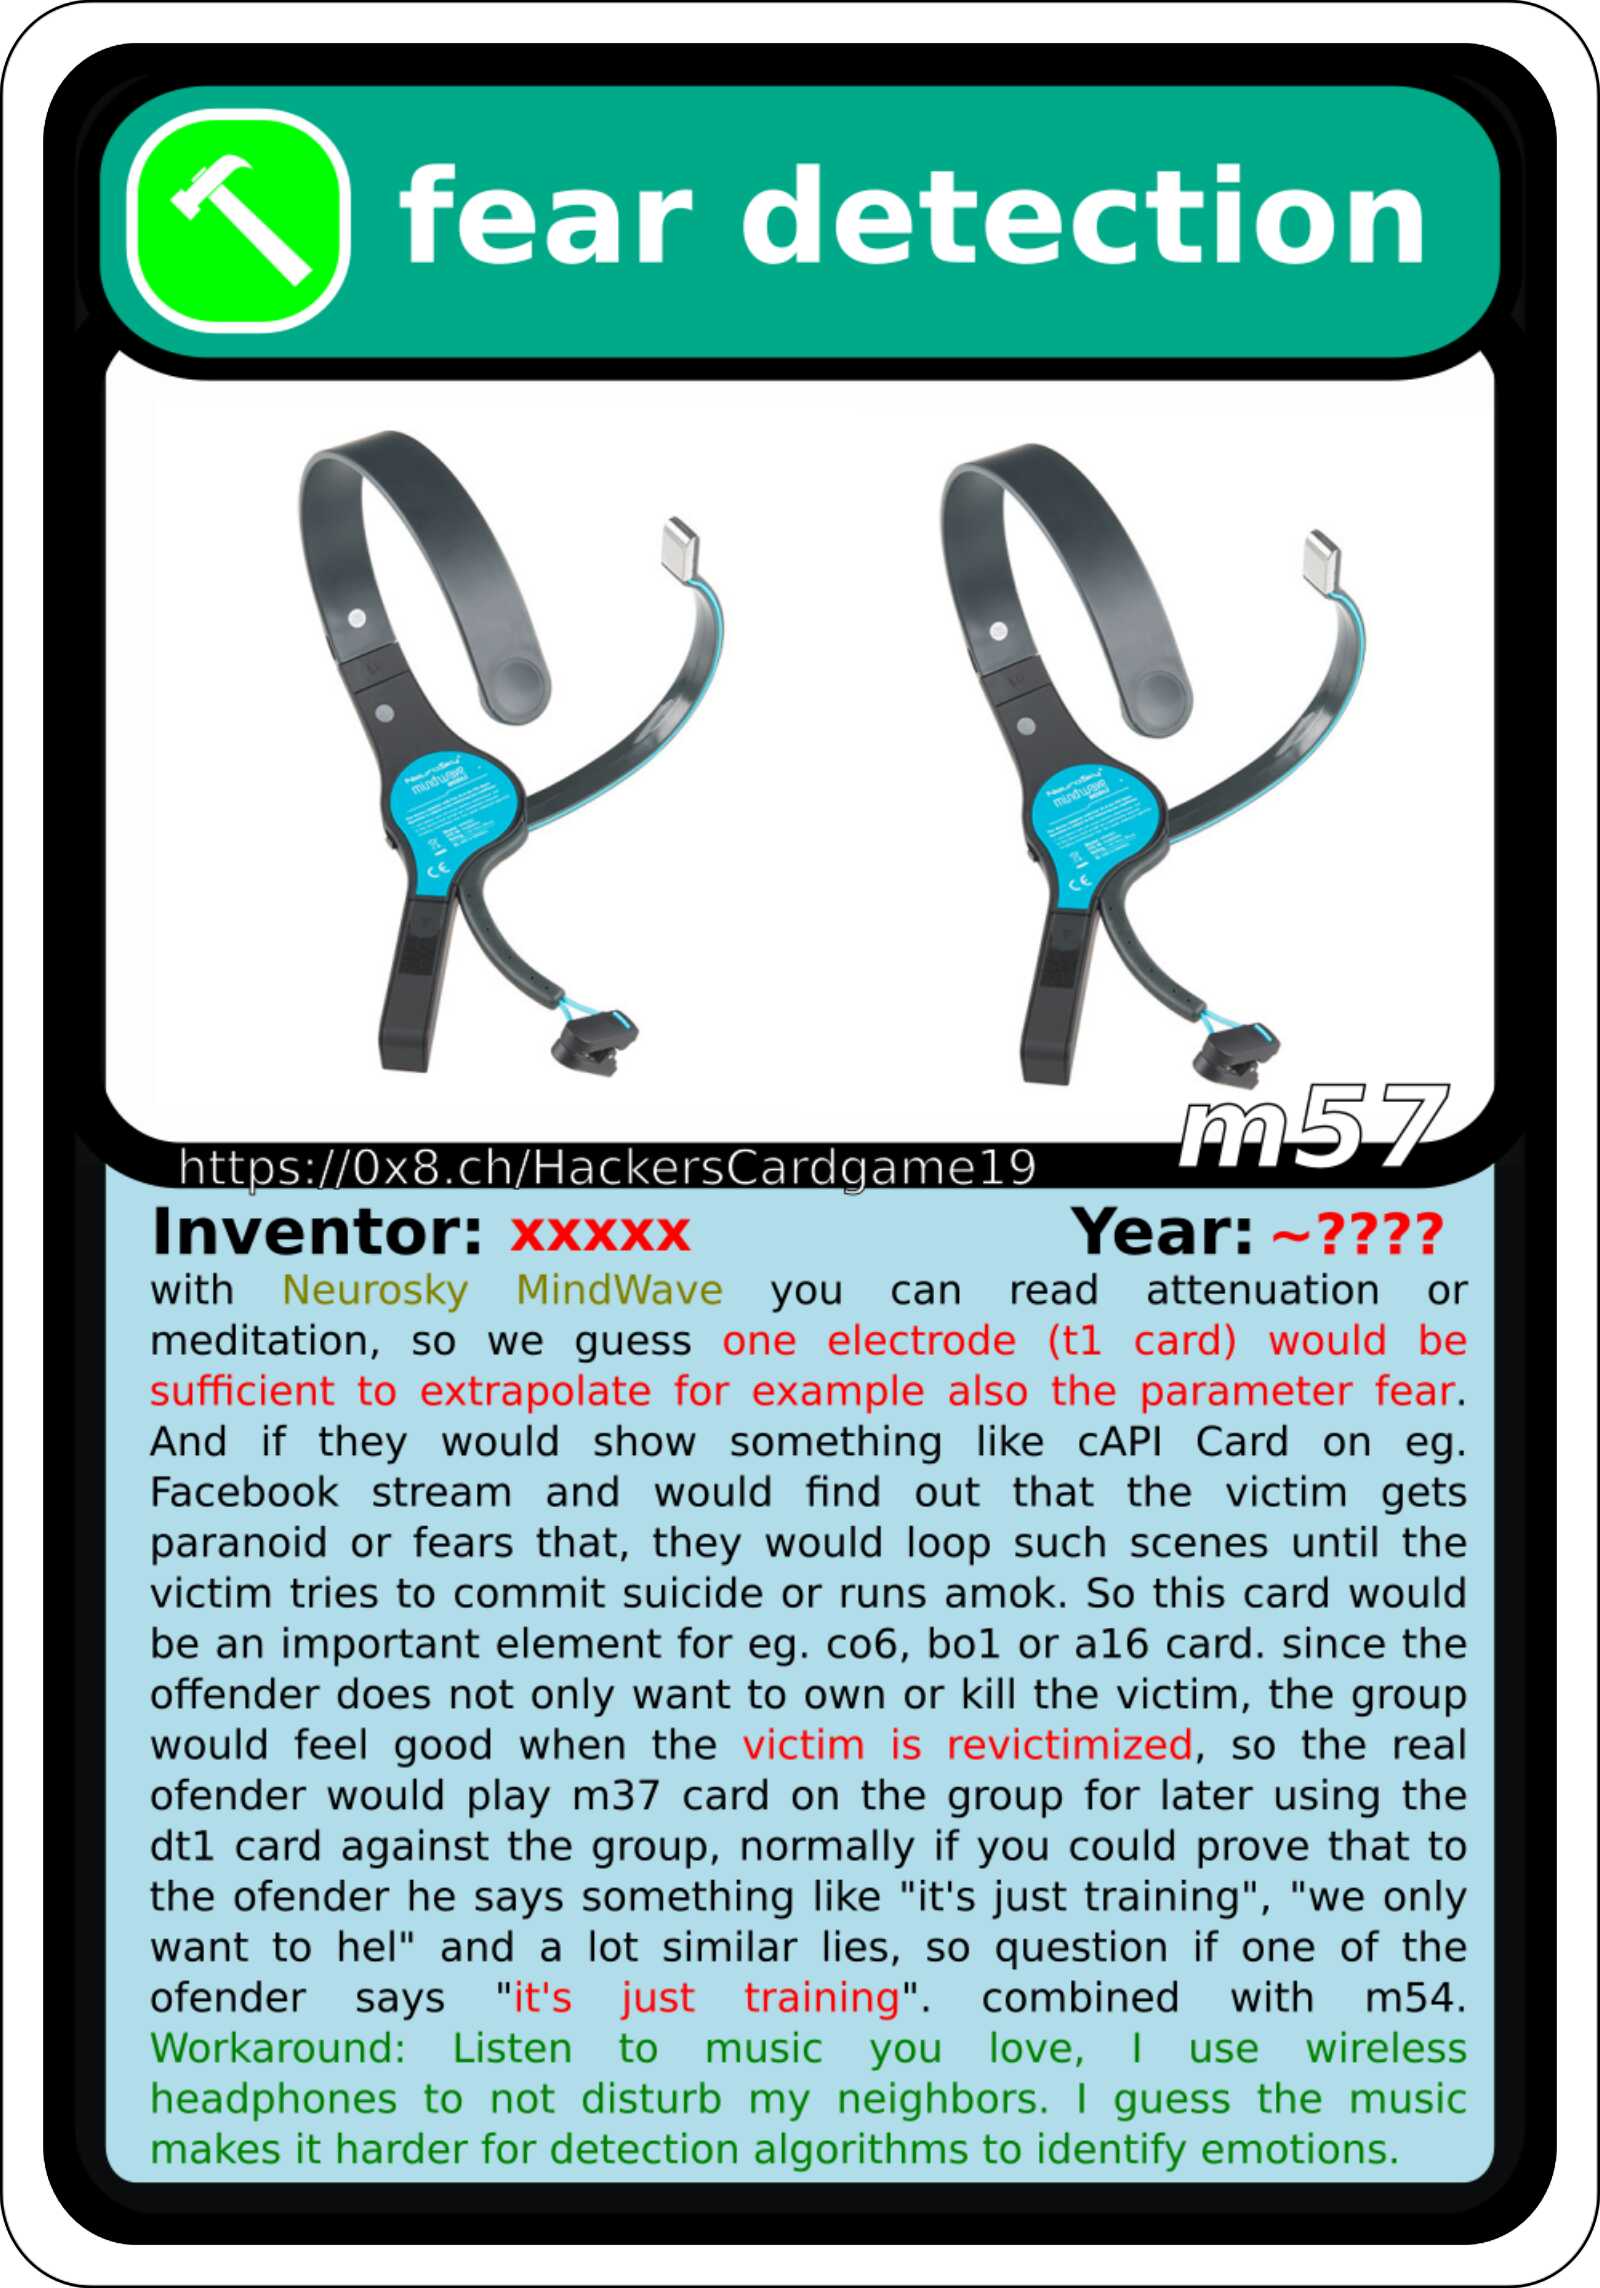 fear detection
NeuroSky
mindwave
mobile
CE
NeuroSky
mindwave
mobile
CE
m57
https://0x8.ch/HackersCardgame19
Inventor: xxxxx Year: ~????
with Neurosky MindWave you can read attenuation or
meditation, so we guess one electrode (t1 card) would be
sufficient to extrapolate for example also the parameter fear.
And if they would show something like cAPI Card on eg.
Facebook stream and would find out that the victim gets
paranoid or fears that, they would loop such scenes until the
victim tries to commit suicide or runs amok. So this card would
be an important element for eg. co6, bo1 or a16 card. since the
offender does not only want to own or kill the victim, the group
would feel good when the victim is revictimized, so the real
ofender would play m37 card on the group for later using the
dt1 card against the group, normally if you could prove that to
the ofender he says something like "it's just training", "we only
want to hel" and a lot similar lies, so question if one of the
ofender says "it's just training". combined with m54.
Workaround: Listen to music you love, I use wireless
headphones to not disturb my neighbors. I guess the music
makes it harder for detection algorithms to identify emotions.